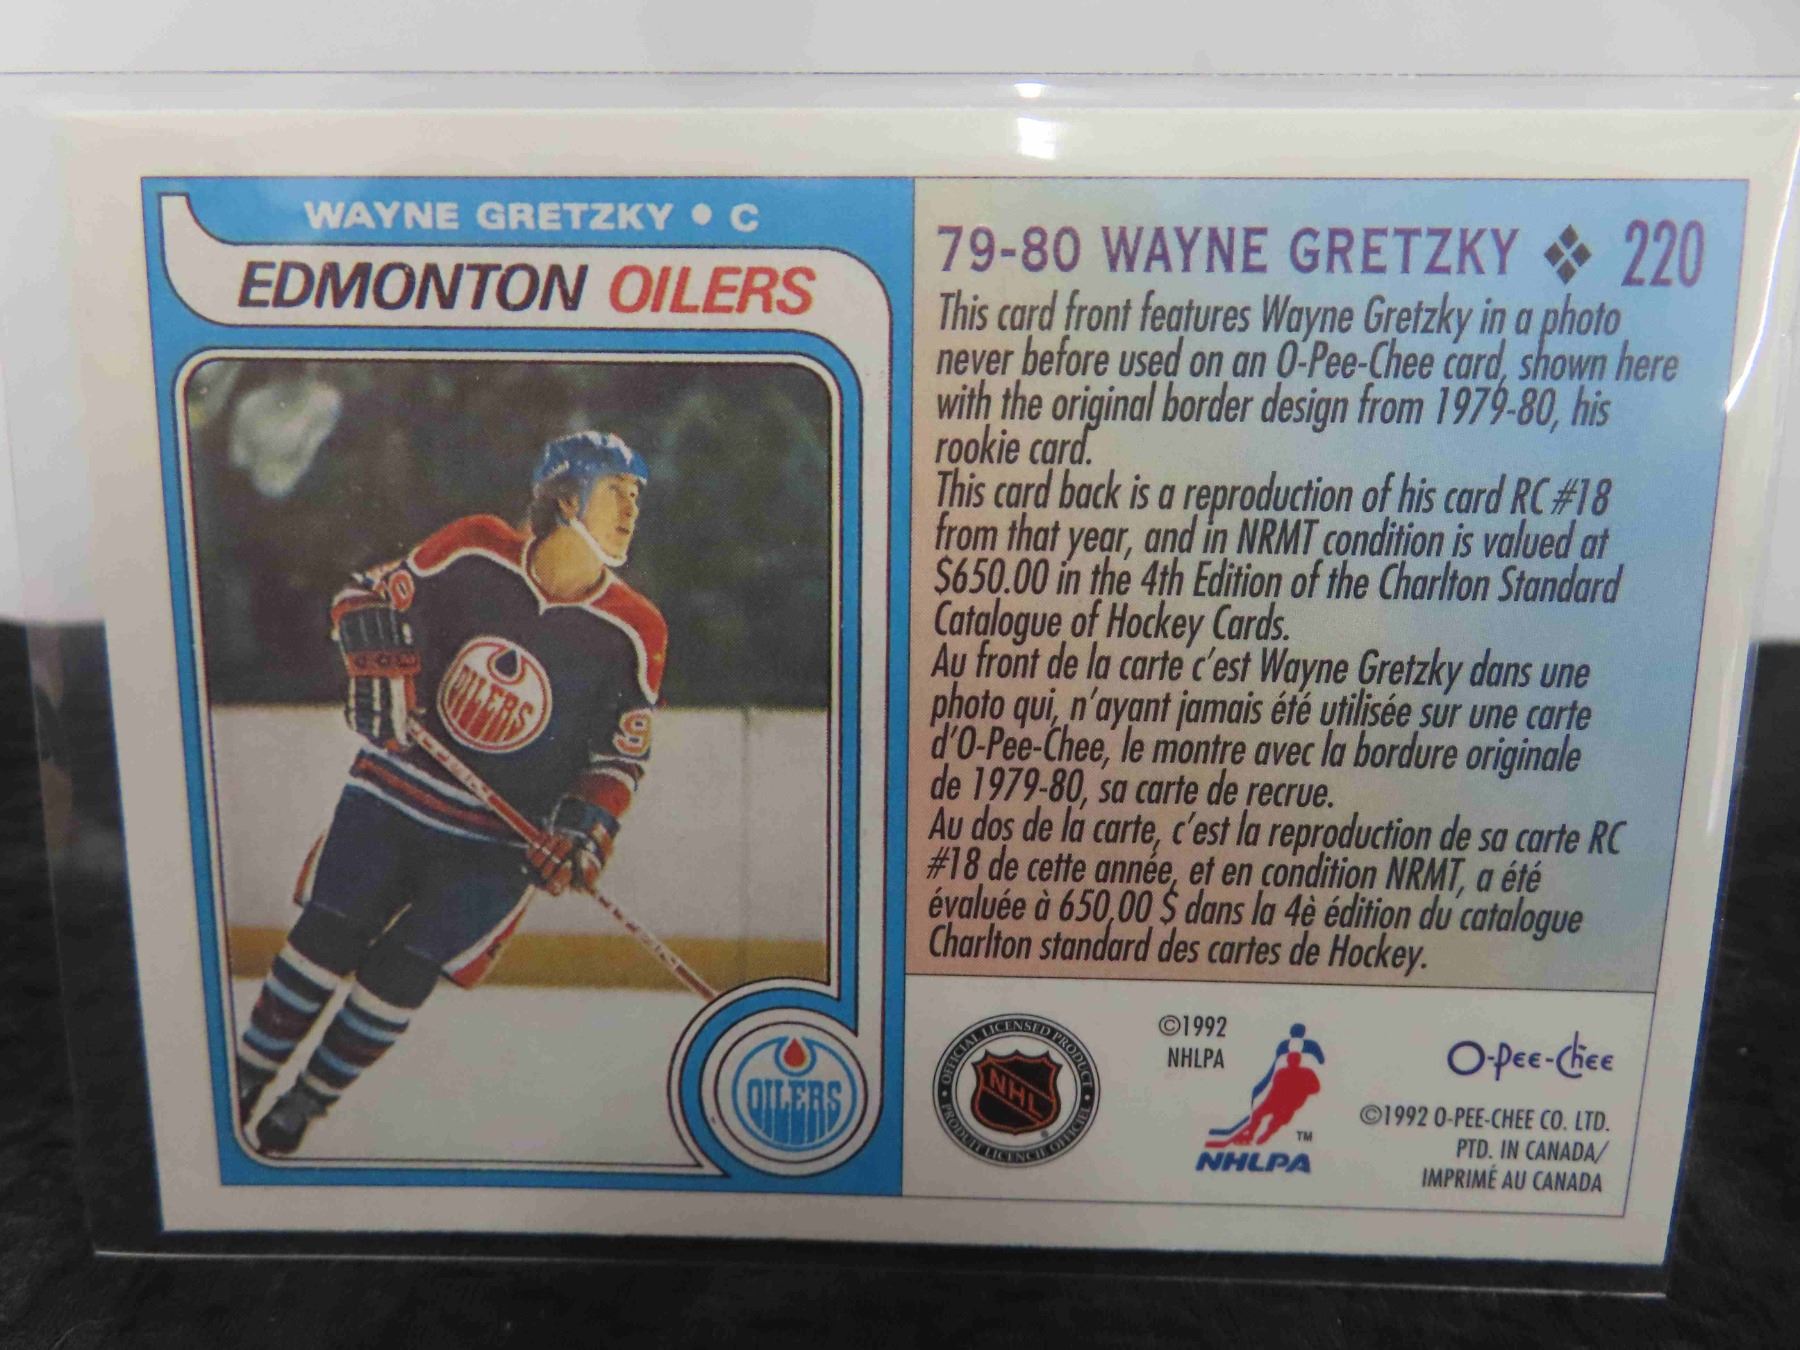 WAYNE GRETZKY • C
EDMONTON OILERS
OILERS
9
OILERS
79-80 WAYNE GRETZKY ❖ 220
This card front features Wayne Gretzky in a photo
never before used on an O-Pee-Chee card, shown here
with the original border design from 1979-80, his
rookie card.
This card back is a reproduction of his card RC #18
from that year, and in NRMT condition is valued at
$650.00 in the 4th Edition of the Charlton Standard
Catalogue of Hockey Cards.
Au front de la carte c'est Wayne Gretzky dans une
photo qui, n'ayant jamais été utilisée sur une carte
d'O-Pee-Chee, le montre avec la bordure originale
de 1979-80, sa carte de recrue.
Au dos de la carte, c'est la reproduction de sa carte RC
#18 de cette année, et en condition NRMT, a été
évaluée à 650,00 $ dans la 4è édition du catalogue
Charlton standard des cartes de Hockey.
OFFICIAL LICENSED PRODUCT
NHL
PRODUIT LICENCIE OFFICIEL
©1992
NHLPA
NHLPA
TM
O-Pee-Chee
©1992 O-PEE-CHEE CO. LTD.
PTD. IN CANADA/
IMPRIMÉ AU CANADA